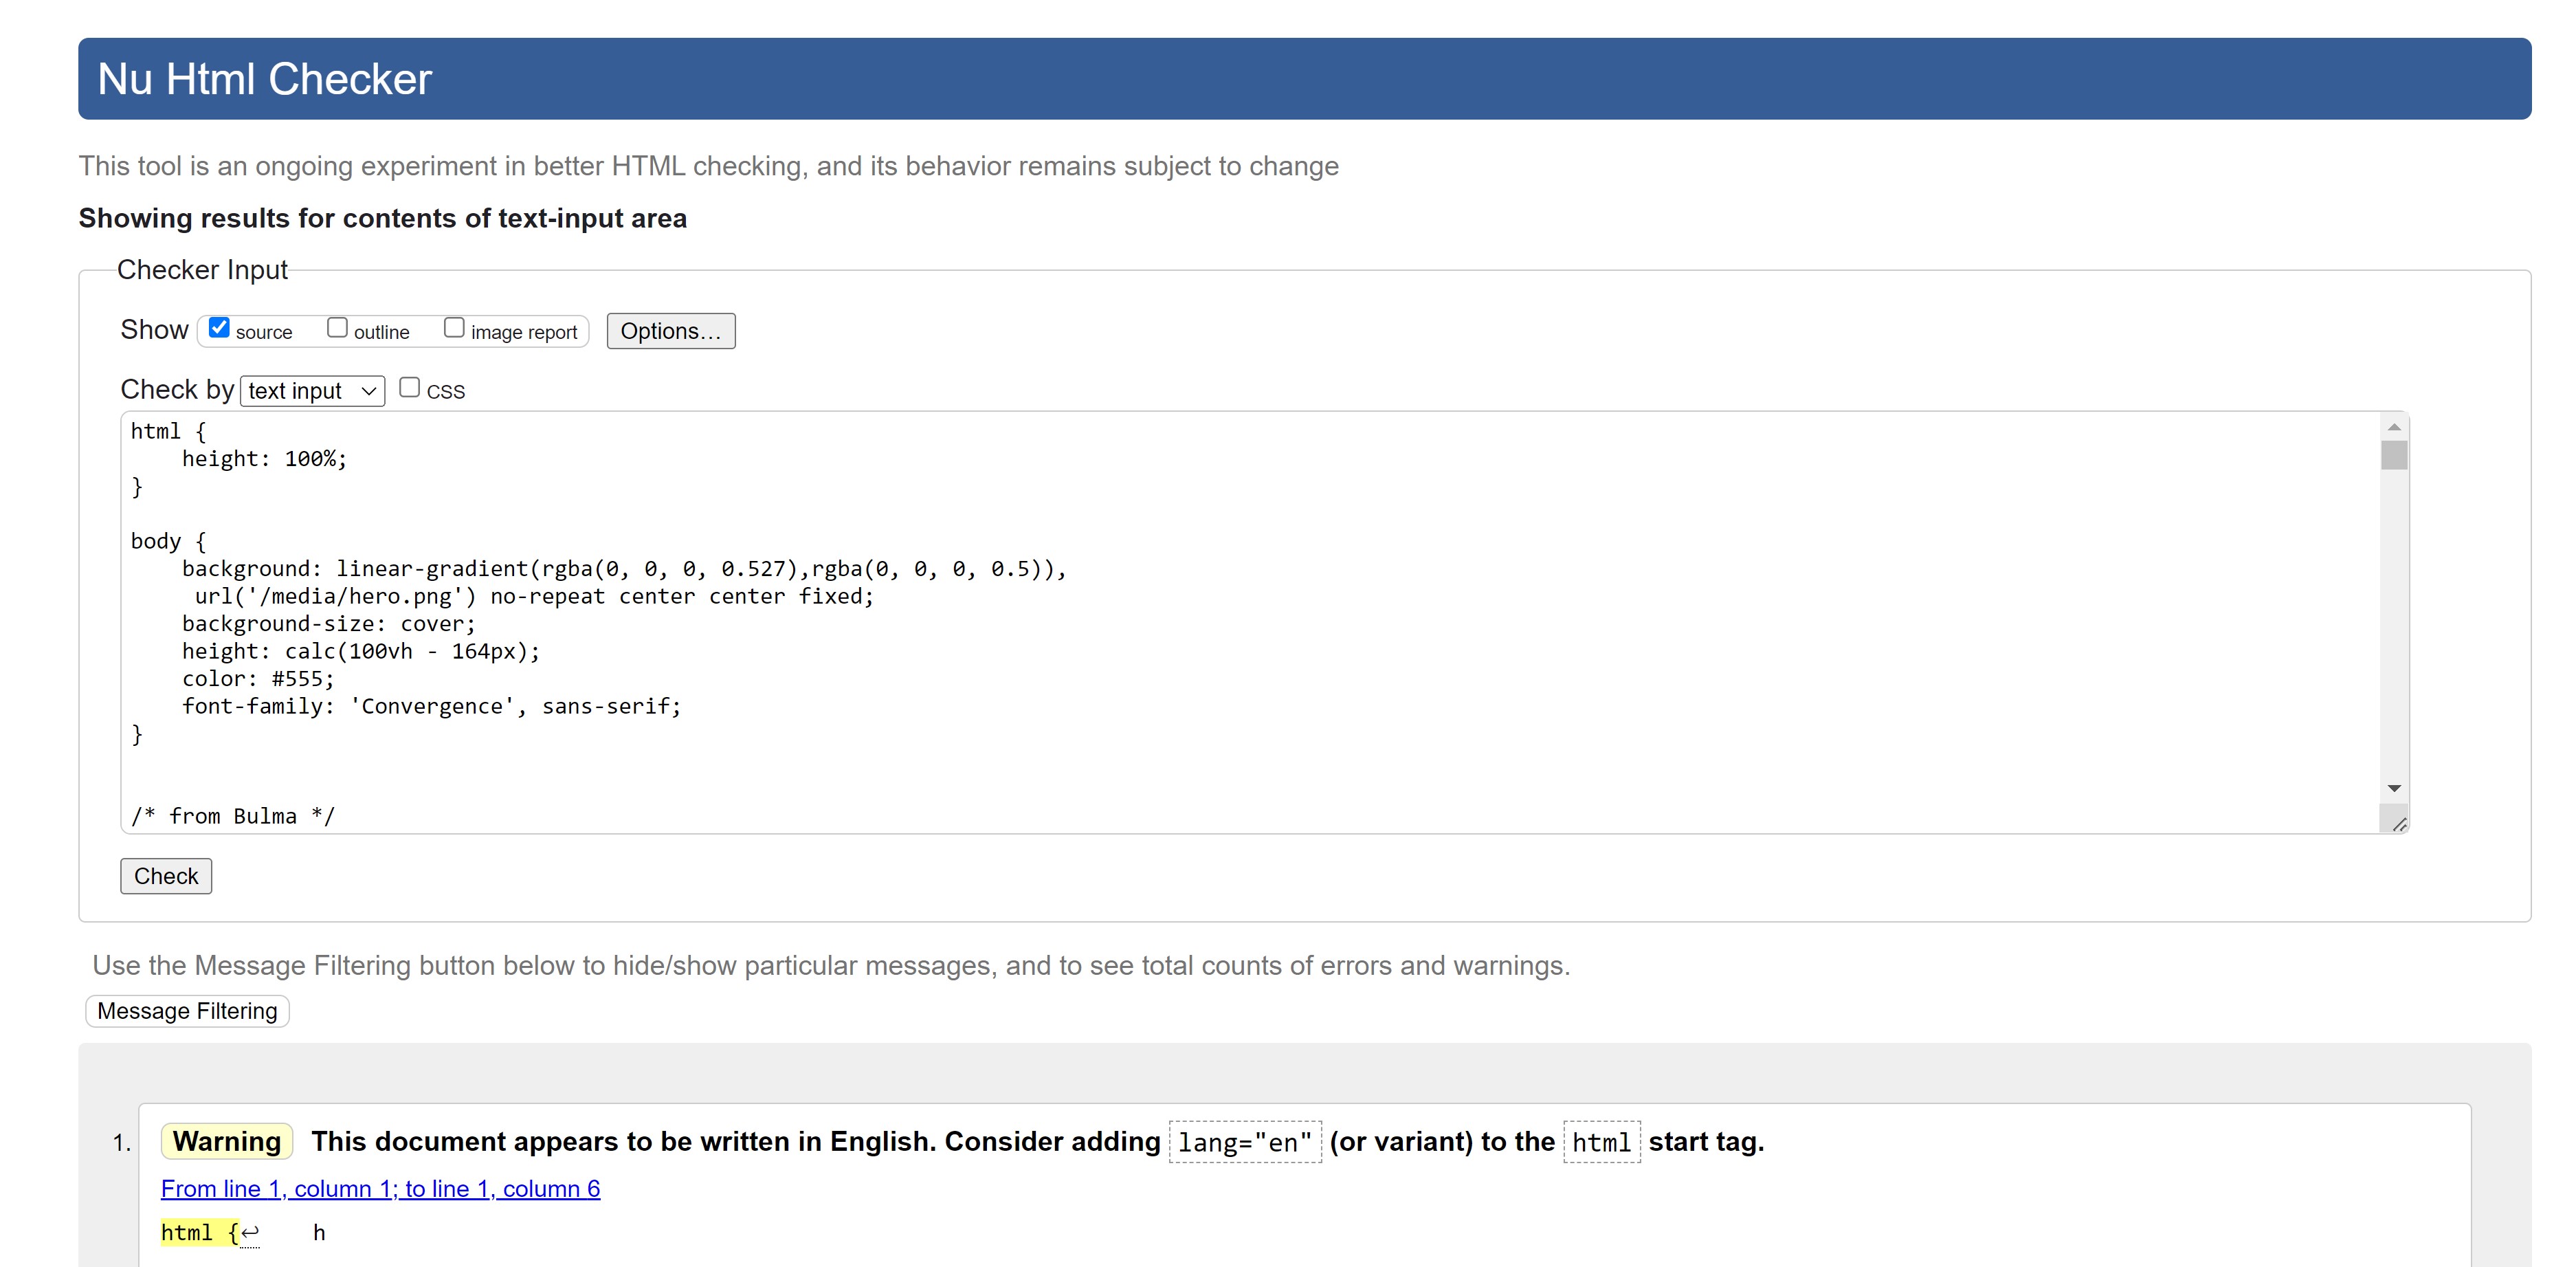 Nu Html Checker
This tool is an ongoing experiment in better HTML checking, and its behavior remains subject to change
Showing results for contents of text-input area
Checker Input
Show source outline image report Options...
Check by text input CSS
html {
    height: 100%;
}
body {
    background: linear-gradient(rgba(0, 0, 0, 0.527),rgba(0, 0, 0, 0.5)),
     url('/media/hero.png') no-repeat center center fixed;
    background-size: cover;
    height: calc(100vh - 164px);
    color: #555;
    font-family: 'Convergence', sans-serif;
}
/* from Bulma */
Check
Use the Message Filtering button below to hide/show particular messages, and to see total counts of errors and warnings.
Message Filtering
1. Warning This document appears to be written in English. Consider adding lang="en" (or variant) to the html start tag.
From line 1, column 1; to line 1, column 6
html {↩    h